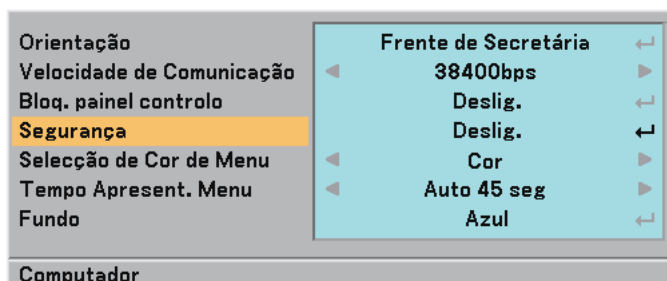 Orientação Frente de Secretária
Velocidade de Comunicação 38400bps
Bloq. painel controlo Deslig.
Segurança Deslig.
Selecção de Cor de Menu Cor
Tempo Apresent. Menu Auto 45 seg
Fundo Azul
Computador